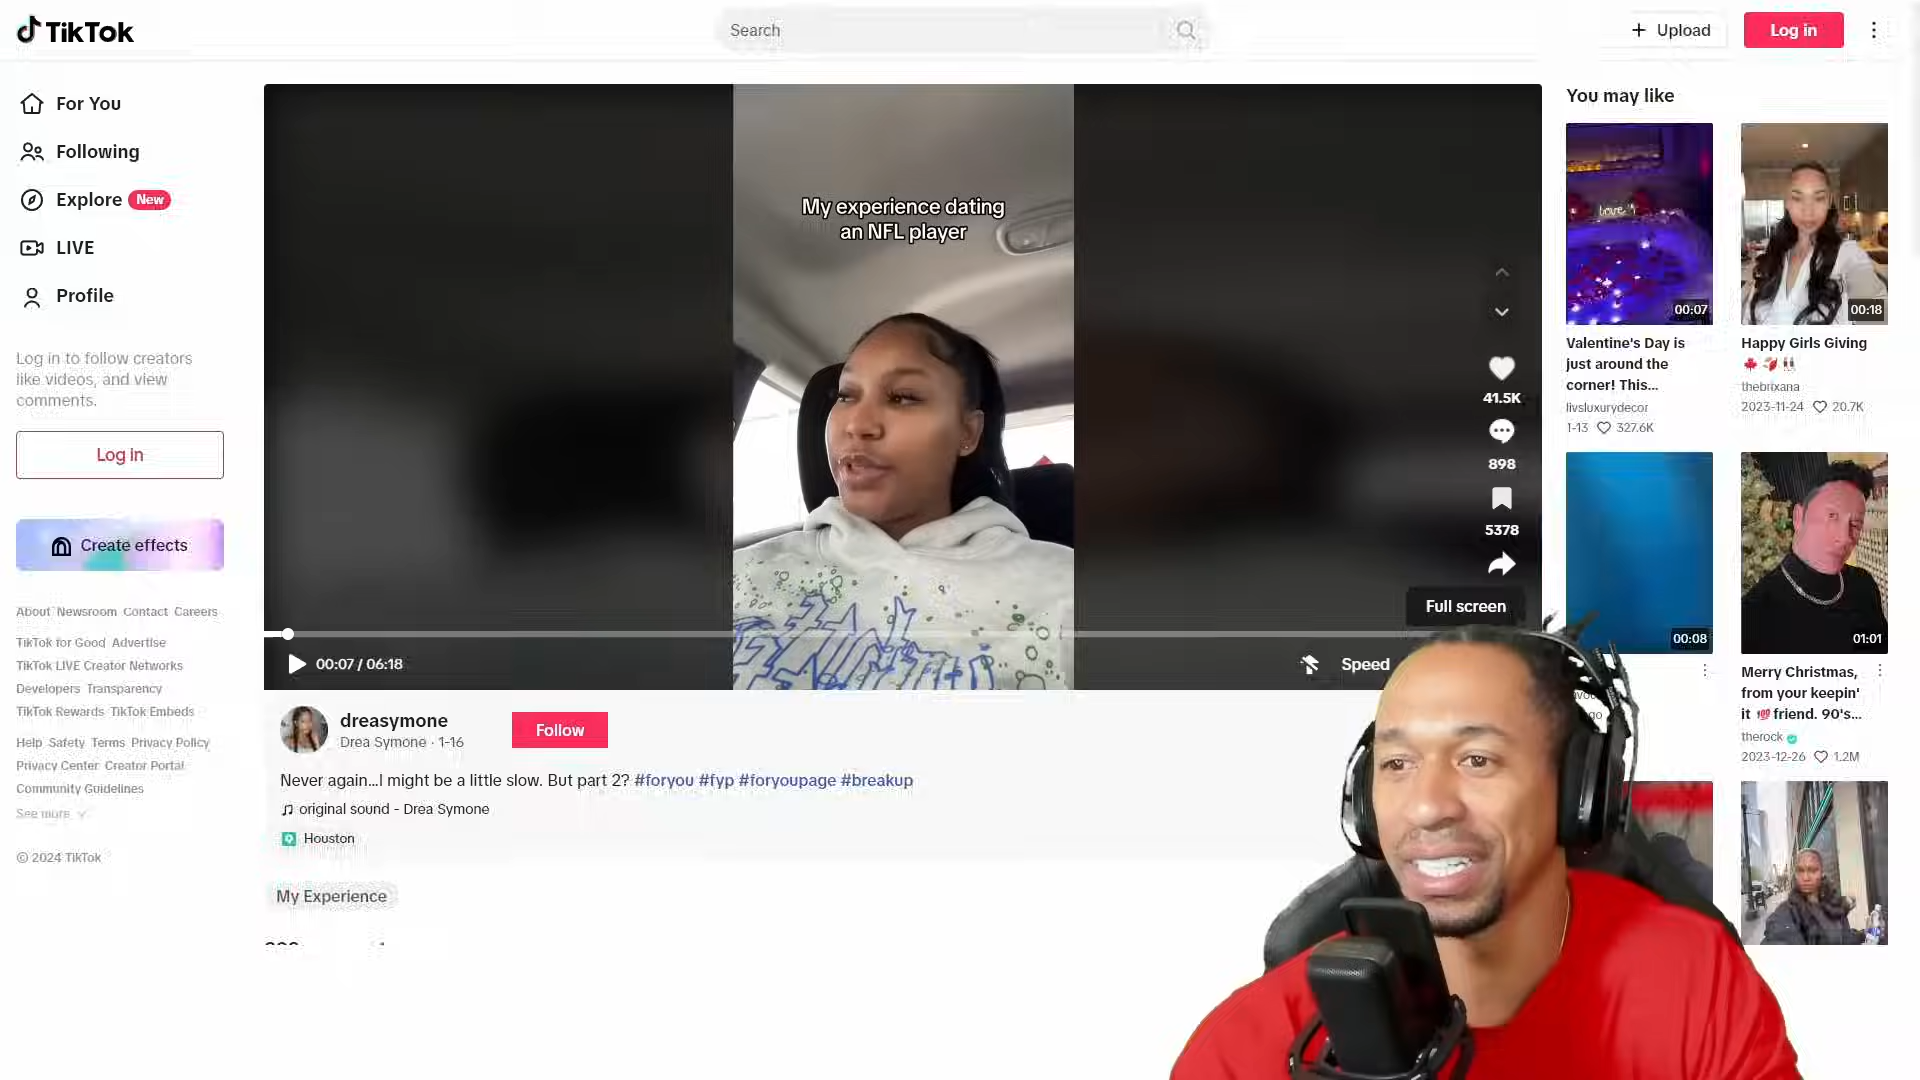 TikTok
Search
Upload
Log in
For You
Following
Explore New
LIVE
Profile
Log in to follow creators
like videos, and view
comments.
Log in
Create effects
About Newsroom Contact Careers
TikTok for Good Advertise
TikTok LIVE Creator Networks
Developers Transparency
TikTok Rewards TikTok Embeds
Help Safety Terms Privacy Policy
Privacy Center Creator Portal
Community Guidelines
See more
© 2024 TikTok
My experience dating
an NFL player
41.5K
898
5378
Full screen
00:07 / 06:18
Speed
dreasymone
Drea Symone · 1-16
Follow
Never again...I might be a little slow. But part 2? #foryou #fyp #foryoupage #breakup
original sound - Drea Symone
Houston
My Experience
You may like
love
00:07
Valentine's Day is
just around the
corner! This...
livsluxurydecor
1-13 327.6K
00:18
Happy Girls Giving
thebrixana
2023-11-24 20.7K
00:08
01:01
Merry Christmas,
from your keepin'
it 💯 friend. 90's...
therock
2023-12-26 1.2M